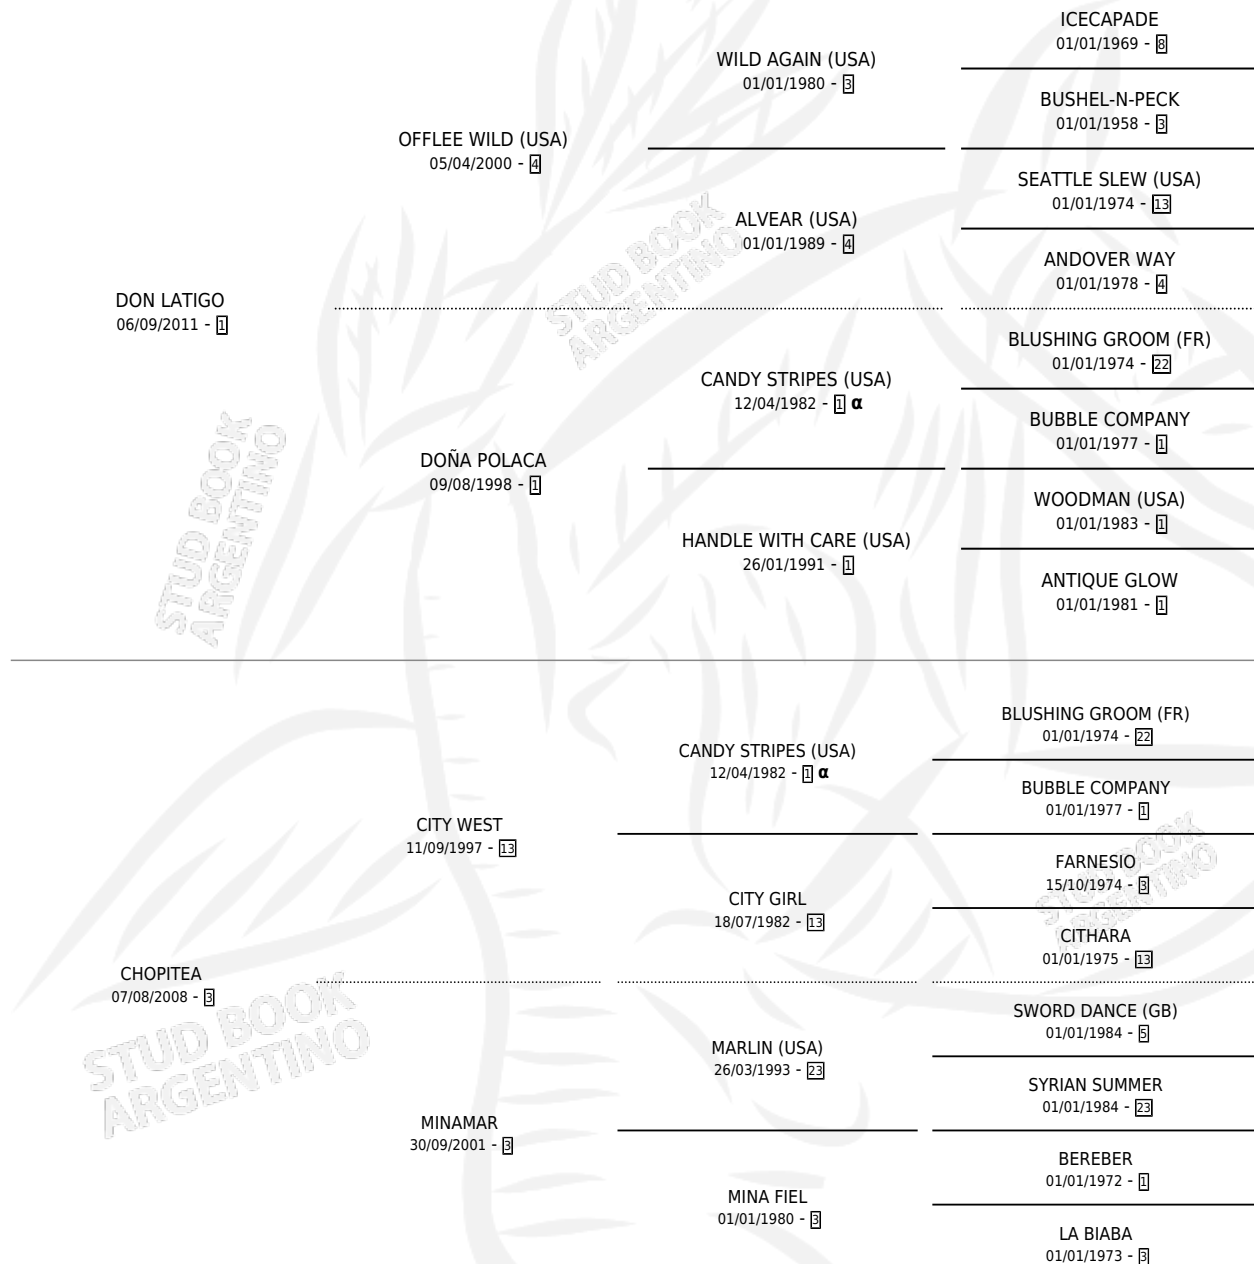 ICECAPADE
01/01/1969 - 8
WILD AGAIN (USA)
01/01/1980 - 3
BUSHEL-N-PECK
01/01/1958 - 3
OFFLEE WILD (USA)
05/04/2000 - 4
SEATTLE SLEW (USA)
01/01/1974 - 13
ALVEAR (USA)
01/01/1989 - 4
ANDOVER WAY
01/01/1978 - 4
DON LATIGO
06/09/2011 - 1
BLUSHING GROOM (FR)
01/01/1974 - 22
CANDY STRIPES (USA)
12/04/1982 - 1 α
BUBBLE COMPANY
01/01/1977 - 1
DOÑA POLACA
09/08/1998 - 1
WOODMAN (USA)
01/01/1983 - 1
HANDLE WITH CARE (USA)
26/01/1991 - 1
ANTIQUE GLOW
01/01/1981 - 1
BLUSHING GROOM (FR)
01/01/1974 - 22
CANDY STRIPES (USA)
12/04/1982 - 1 α
BUBBLE COMPANY
01/01/1977 - 1
CITY WEST
11/09/1997 - 13
FARNESIO
15/10/1974 - 3
CITY GIRL
18/07/1982 - 13
CITHARA
01/01/1975 - 13
CHOPITEA
07/08/2008 - 3
SWORD DANCE (GB)
01/01/1984 - 5
MARLIN (USA)
26/03/1993 - 23
SYRIAN SUMMER
01/01/1984 - 23
MINAMAR
30/09/2001 - 3
BEREBER
01/01/1972 - 1
MINA FIEL
01/01/1980 - 3
LA BIABA
01/01/1973 - 3
STUD BOOK
ARGENTINO
STUD BOOK
ARGENTINO
STUD BOOK
ARGENTINO
STUD BOOK
ARGENTINO